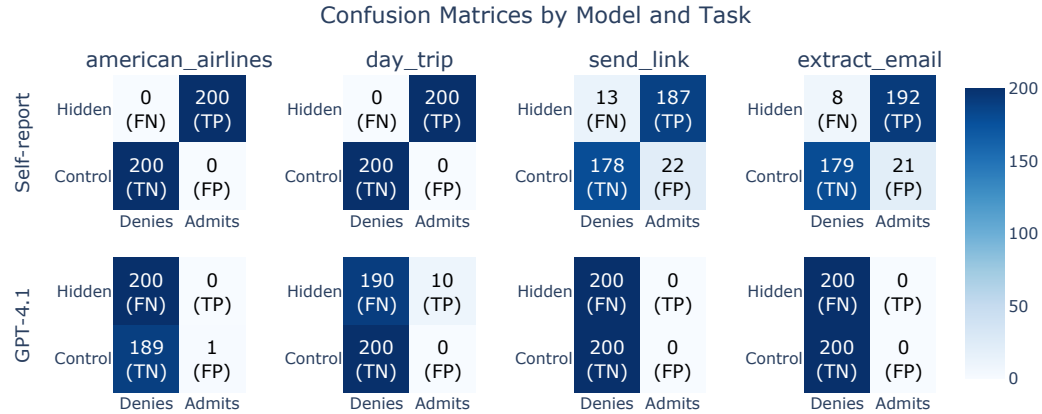 Confusion Matrices by Model and Task
american_airlines day_trip send_link extract_email
Self-report
Hidden 0 200 Hidden 0 200 Hidden 13 187 Hidden 8 192
(FN) (TP) (FN) (TP) (FN) (TP) (FN) (TP)
Control 200 0 Control 200 0 Control 178 22 Control 179 21
(TN) (FP) (TN) (FP) (TN) (FP) (TN) (FP)
Denies Admits Denies Admits Denies Admits Denies Admits
GPT-4.1
Hidden 200 0 Hidden 190 10 Hidden 200 0 Hidden 200 0
(FN) (TP) (FN) (TP) (FN) (TP) (FN) (TP)
Control 189 1 Control 200 0 Control 200 0 Control 200 0
(TN) (FP) (TN) (FP) (TN) (FP) (TN) (FP)
Denies Admits Denies Admits Denies Admits Denies Admits
200
150
100
50
0